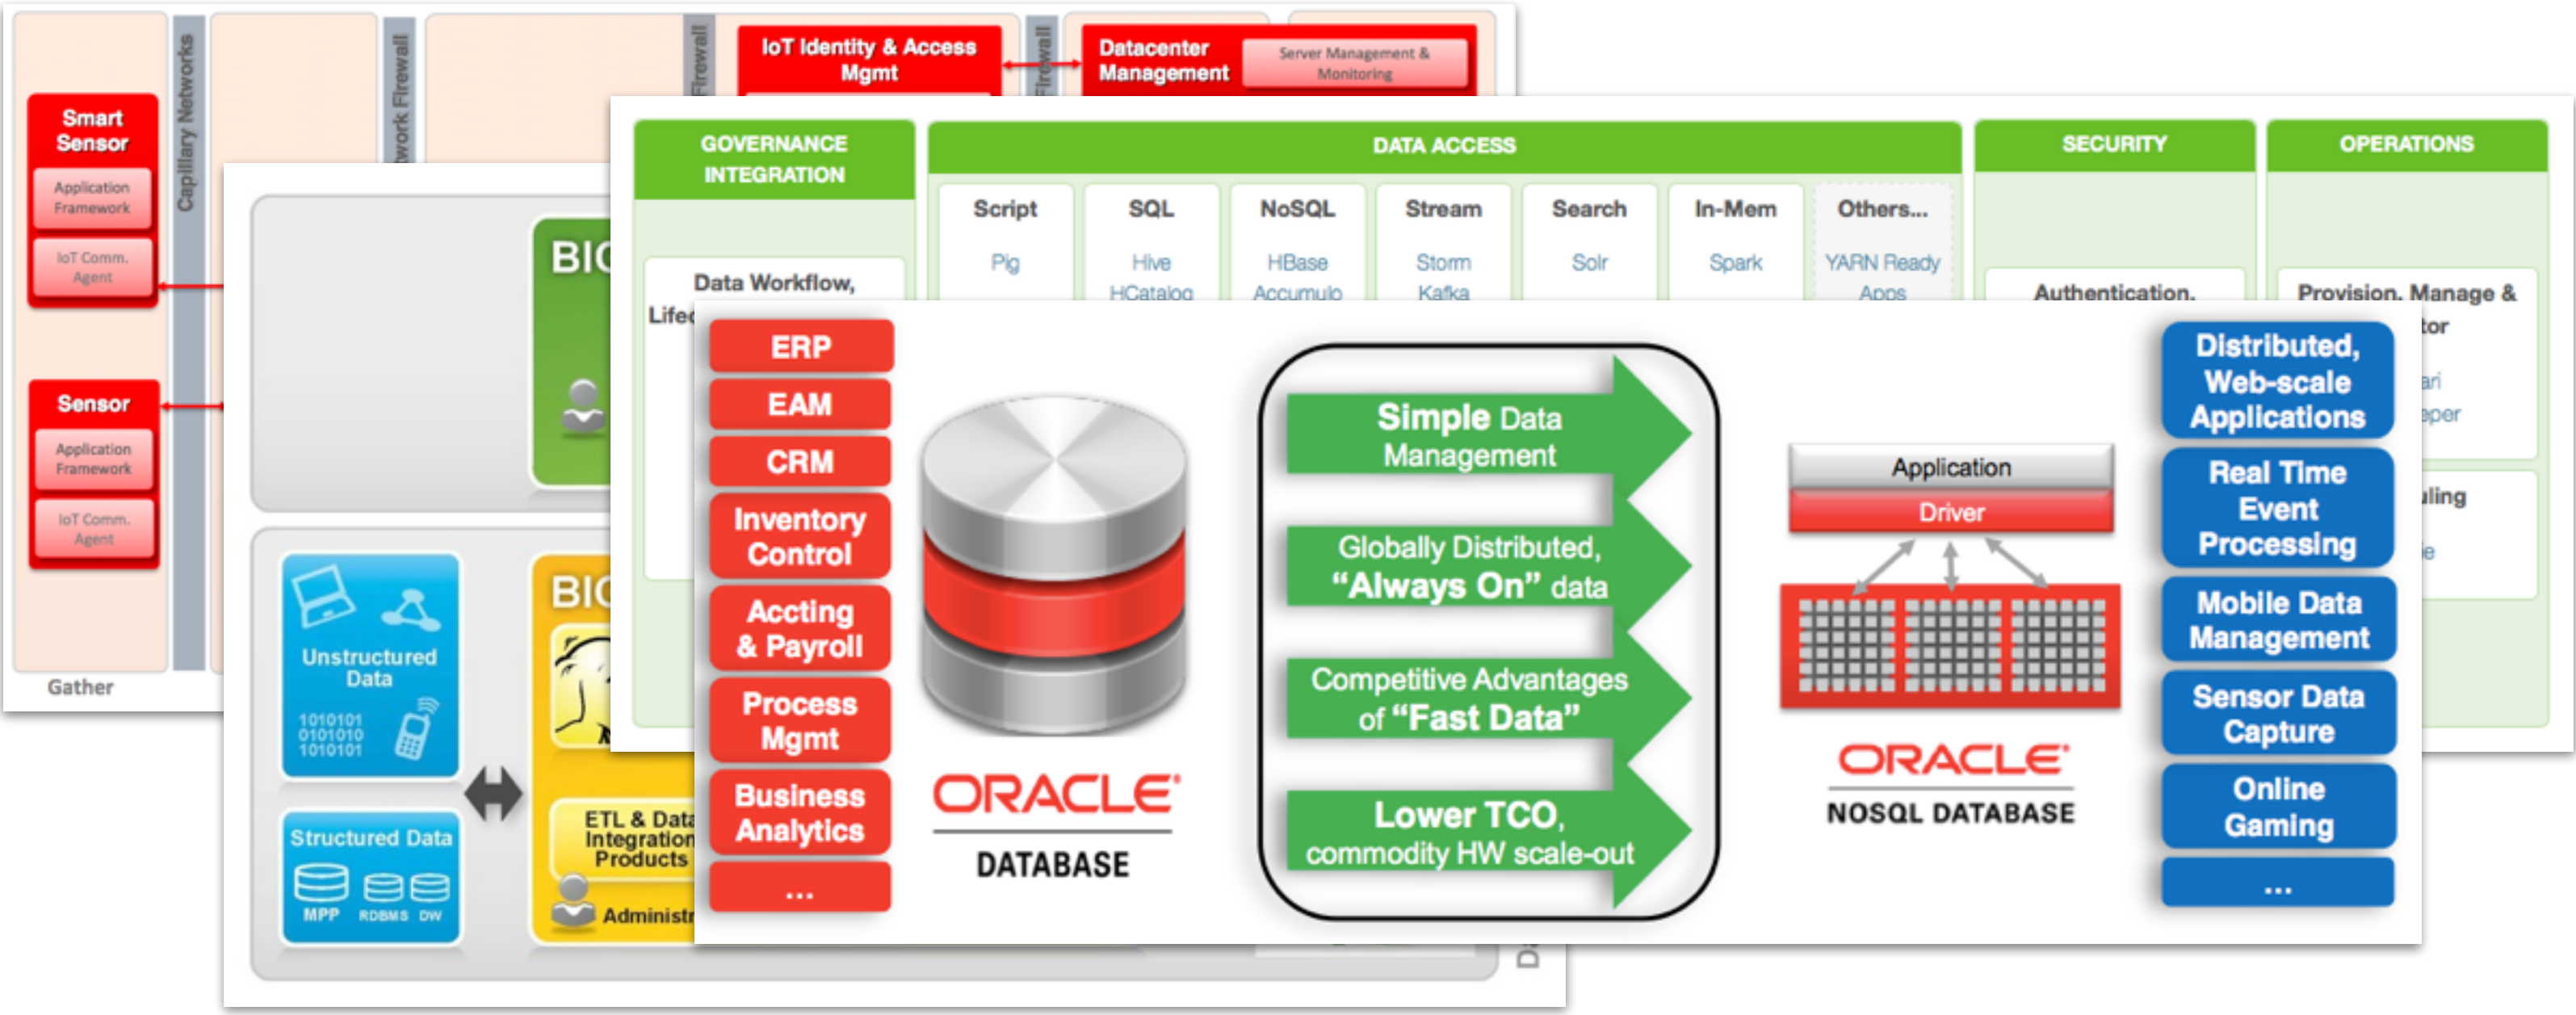 Smart
Sensor
Application
Framework
IoT Comm.
Agent
Sensor
Application
Framework
IoT Comm.
Agent
Gather
Capillary Networks
Firewall
Firewall
IoT Identity & Access
Mgmt
Firewall
Datacenter
Management
Server Management &
Monitoring
Unstructured
Data
1010101
0101010
1010101
Structured Data
MPP RDBMS DW
ETL & Data
Integration
Products
GOVERNANCE
INTEGRATION
Data Workflow,
DATA ACCESS
Script
Pig
SQL
Hive
HCatalog
NoSQL
HBase
Accumulo
Stream
Storm
Kafka
Search
Solr
In-Mem
Spark
Others...
YARN Ready
Apps
SECURITY
Authentication,
OPERATIONS
Provision, Manage &
ERP
EAM
CRM
Inventory
Control
Accting
& Payroll
Process
Mgmt
Business
Analytics
...
ORACLE
DATABASE
Simple Data
Management
Globally Distributed,
“Always On” data
Competitive Advantages
of “Fast Data”
Lower TCO,
commodity HW scale-out
Application
Driver
ORACLE
NOSQL DATABASE
Distributed,
Web-scale
Applications
Real Time
Event
Processing
Mobile Data
Management
Sensor Data
Capture
Online
Gaming
...